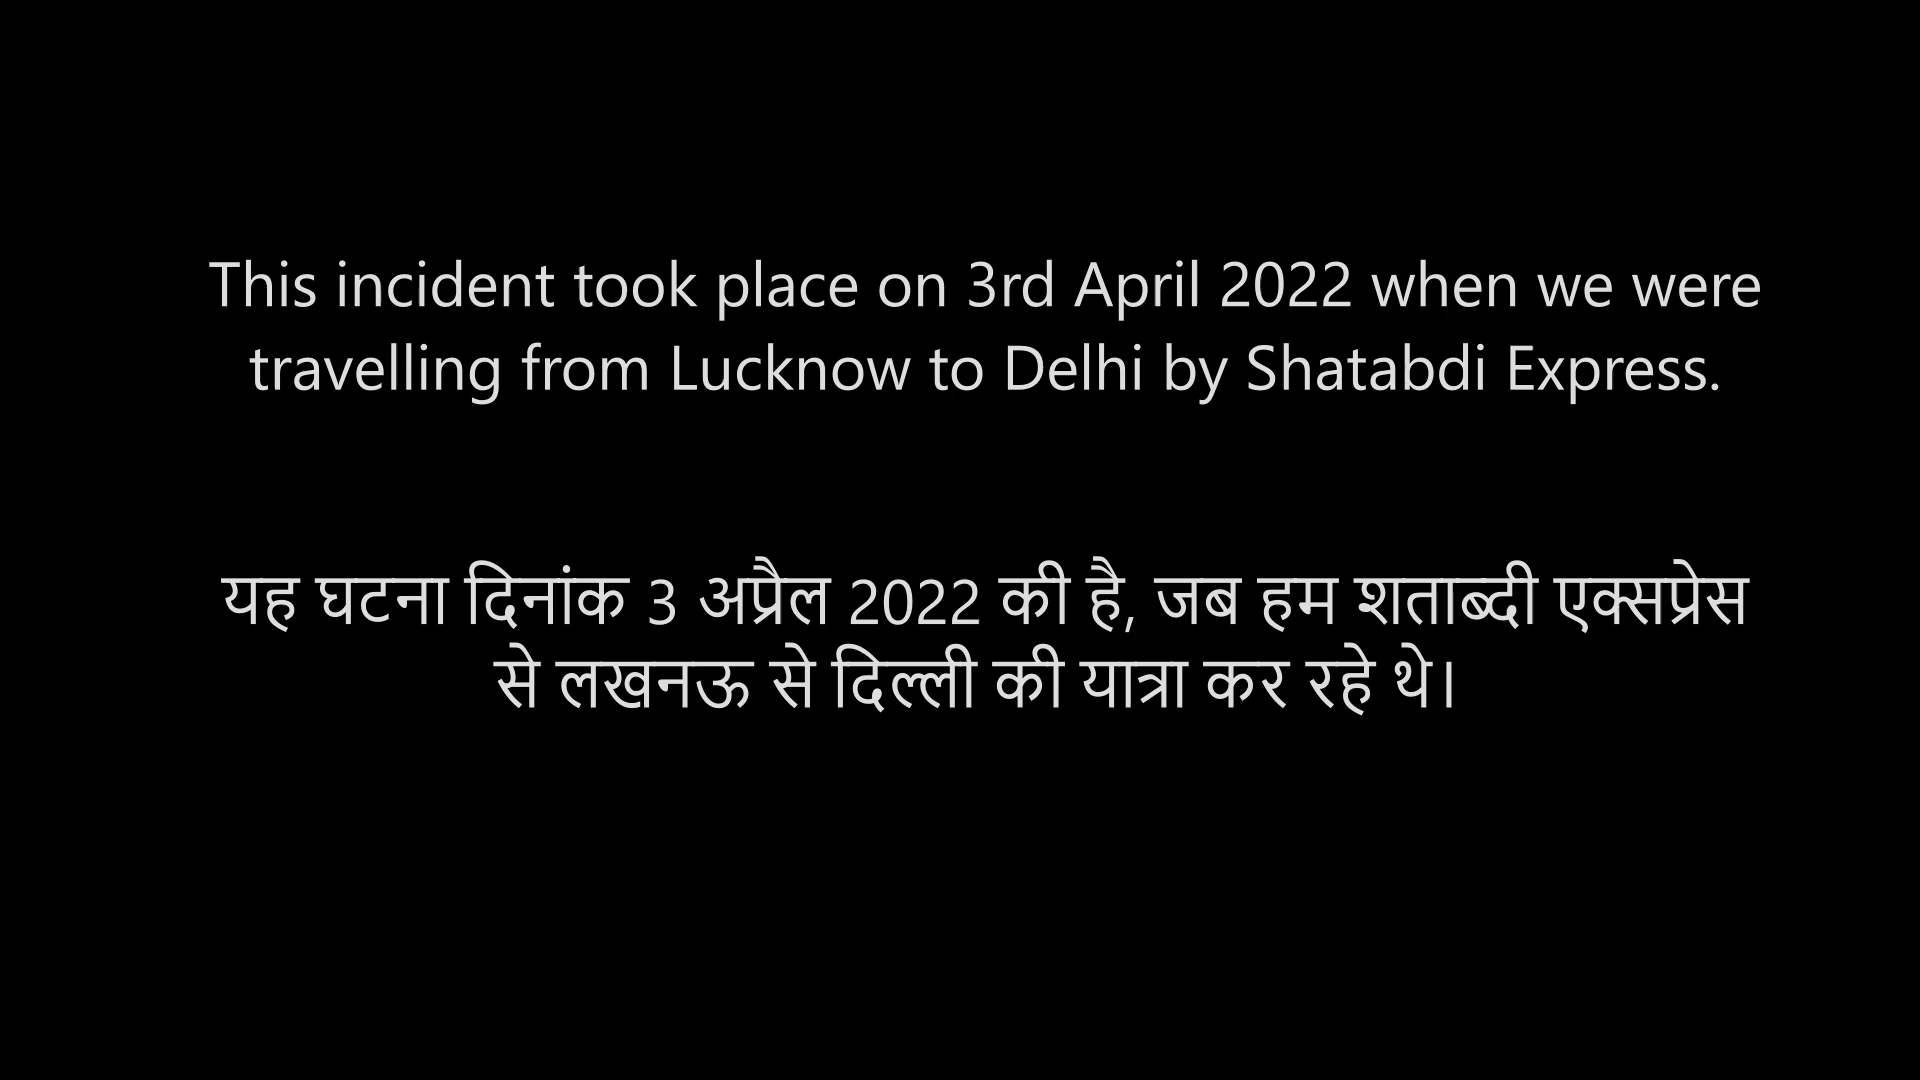 This incident took place on 3rd April 2022 when we were
travelling from Lucknow to Delhi by Shatabdi Express.
यह घटना दिनांक 3 अप्रैल 2022 की है, जब हम शताब्दी एक्सप्रेस
से लखनऊ से दिल्ली की यात्रा कर रहे थे।